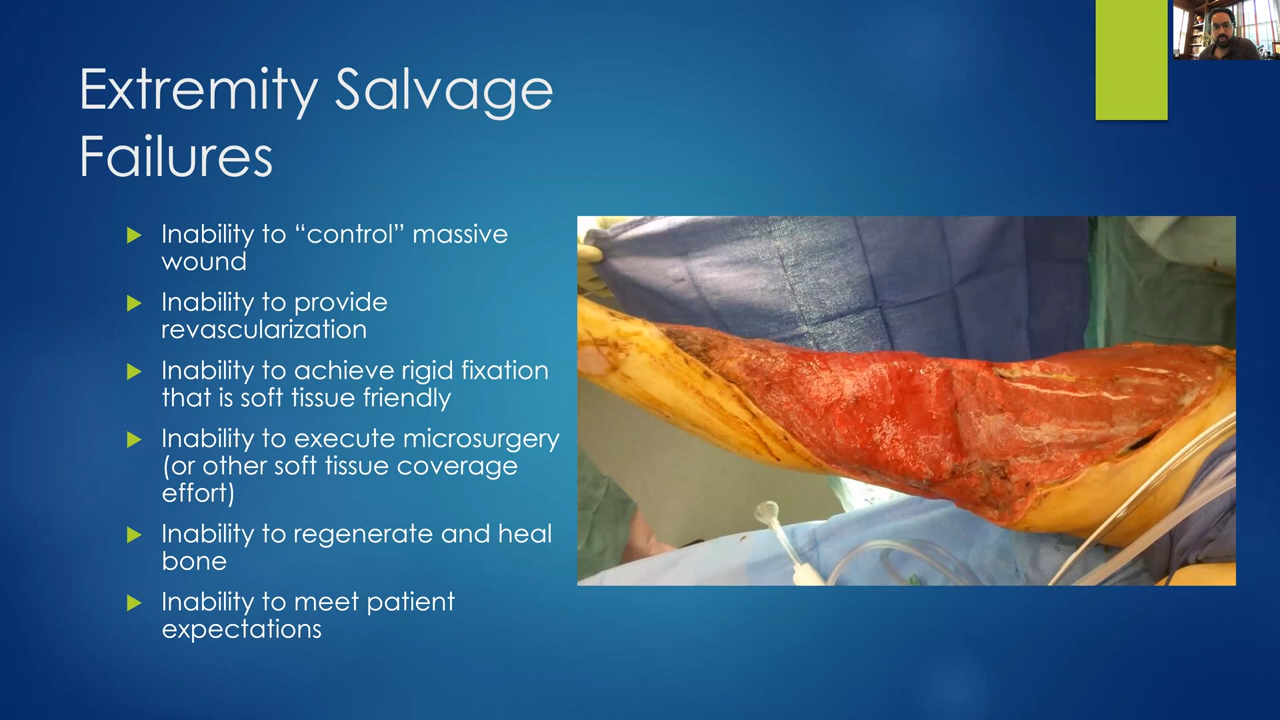 Extremity Salvage
Failures
Inability to “control” massive
wound
Inability to provide
revascularization
Inability to achieve rigid fixation
that is soft tissue friendly
Inability to execute microsurgery
(or other soft tissue coverage
effort)
Inability to regenerate and heal
bone
Inability to meet patient
expectations